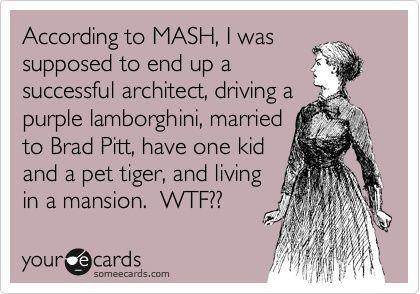 According to MASH, I was
supposed to end up a
successful architect, driving a
purple lamborghini, married
to Brad Pitt, have one kid
and a pet tiger, and living
in a mansion.  WTF??
your e cards
someecards.com